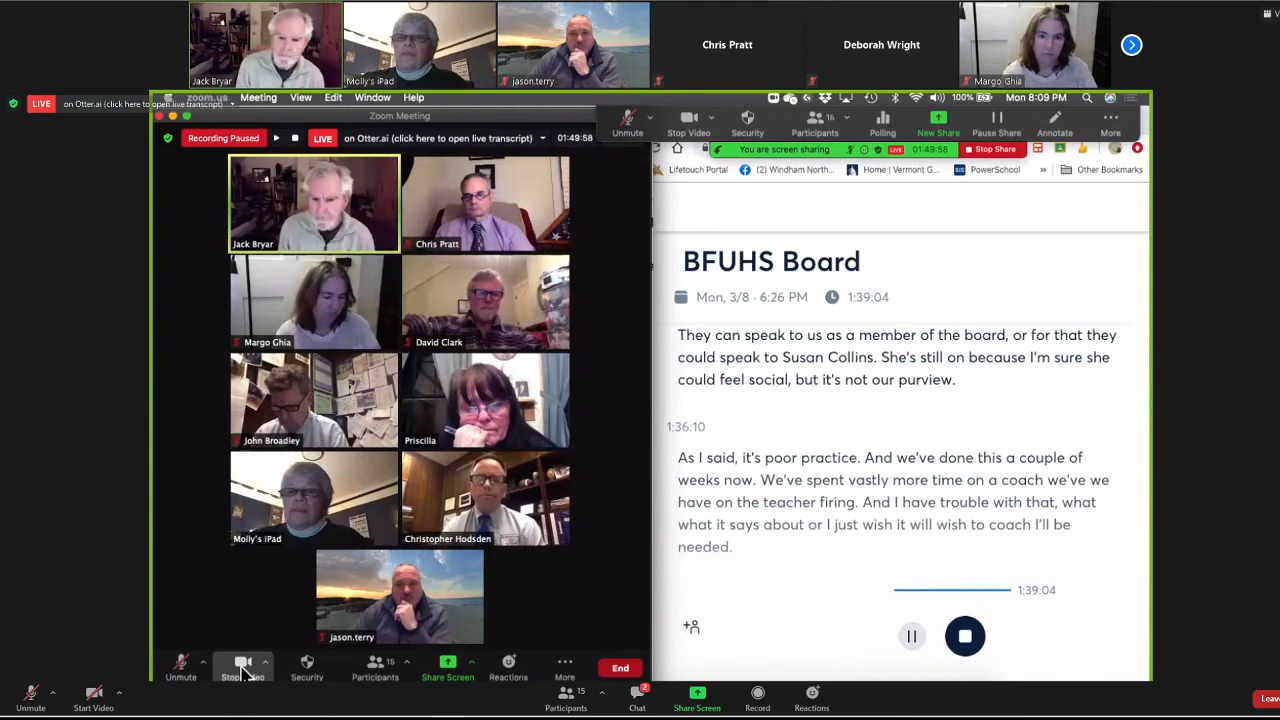 Jack Bryar
Molly's iPad
jason.terry
Chris Pratt
Deborah Wright
Margo Ghia
LIVE
on Otter.ai (click here to open live transcript)
zoom.us
Meeting
View
Edit
Window
Help
100%
Mon 8:09 PM
Zoom Meeting
Recording Paused
LIVE
on Otter.ai (click here to open live transcript)
01:49:58
Unmute
Stop Video
Security
16
Participants
Polling
New Share
Pause Share
Annotate
More
You are screen sharing
LIVE
01:49:58
Stop Share
Lifetouch Portal
(2) Windham North...
Home | Vermont G...
SIS
PowerSchool
»
Other Bookmarks
Jack Bryar
Chris Pratt
Margo Ghia
David Clark
John Broadley
Priscilla
Molly's iPad
Christopher Hodsden
jason.terry
BFUHS Board
Mon, 3/8 · 6:26 PM
1:39:04
They can speak to us as a member of the board, or for that they
could speak to Susan Collins. She's still on because I'm sure she
could feel social, but it's not our purview.
1:36:10
As I said, it's poor practice. And we've done this a couple of
weeks now. We've spent vastly more time on a coach we've we
have on the teacher firing. And I have trouble with that, what
what it says about or I just wish it will wish to coach I'll be
needed.
1:39:04
Unmute
Stop Video
Security
16
Participants
Share Screen
Reactions
More
End
Unmute
Start Video
15
Participants
2
Chat
Share Screen
Record
Reactions
Leave